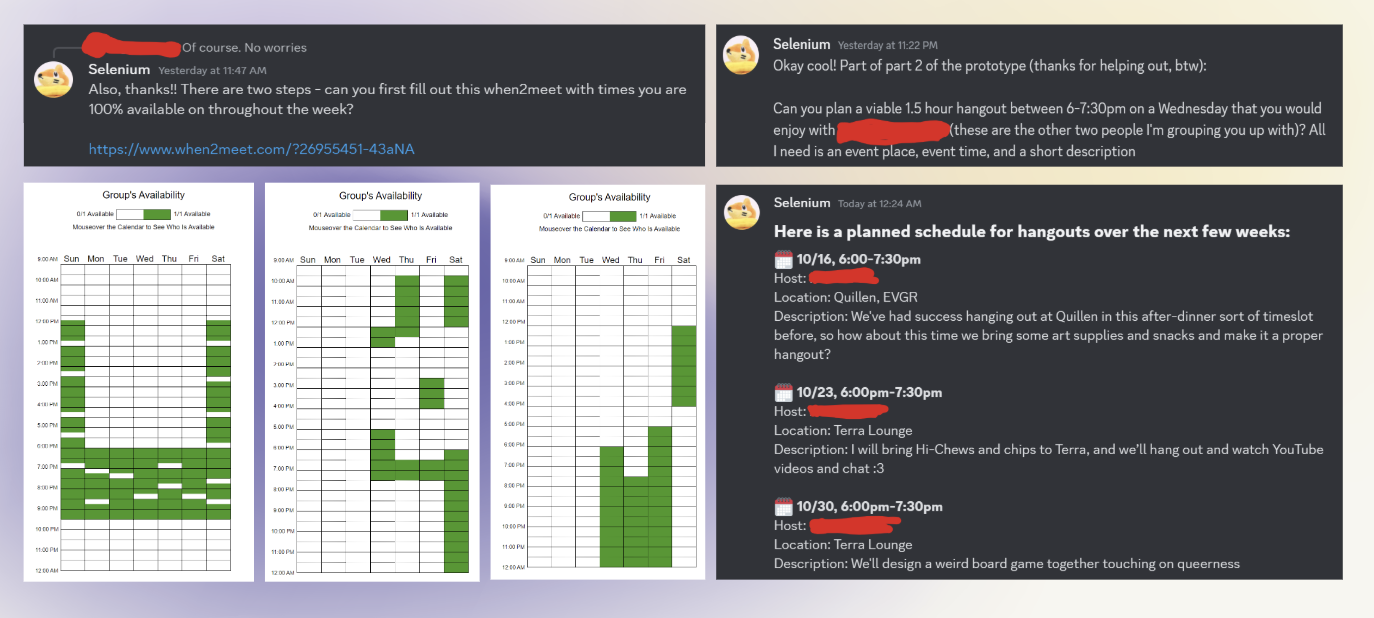 Of course. No worries
Selenium Yesterday at 11:47 AM
Also, thanks!! There are two steps - can you first fill out this when2meet with times you are
100% available on throughout the week?
https://www.when2meet.com/?26955451-43aNA
Selenium Yesterday at 11:22 PM
Okay cool! Part of part 2 of the prototype (thanks for helping out, btw):
Can you plan a viable 1.5 hour hangout between 6-7:30pm on a Wednesday that you would
enjoy with (these are the other two people I'm grouping you up with)? All
I need is an event place, event time, and a short description
Group's Availability
0/1 Available 1/1 Available
Mouseover the Calendar to See Who Is Available
Sun Mon Tue Wed Thu Fri Sat
9:00 AM
10:00 AM
11:00 AM
12:00 PM
1:00 PM
2:00 PM
3:00 PM
4:00 PM
5:00 PM
6:00 PM
7:00 PM
8:00 PM
9:00 PM
10:00 PM
11:00 PM
12:00 AM
Group's Availability
0/1 Available 1/1 Available
Mouseover the Calendar to See Who Is Available
Sun Mon Tue Wed Thu Fri Sat
9:00 AM
10:00 AM
11:00 AM
12:00 PM
1:00 PM
2:00 PM
3:00 PM
4:00 PM
5:00 PM
6:00 PM
7:00 PM
8:00 PM
9:00 PM
10:00 PM
11:00 PM
12:00 AM
Group's Availability
0/1 Available 1/1 Available
Mouseover the Calendar to See Who Is Available
Sun Mon Tue Wed Thu Fri Sat
9:00 AM
10:00 AM
11:00 AM
12:00 PM
1:00 PM
2:00 PM
3:00 PM
4:00 PM
5:00 PM
6:00 PM
7:00 PM
8:00 PM
9:00 PM
10:00 PM
11:00 PM
12:00 AM
Selenium Today at 12:24 AM
Here is a planned schedule for hangouts over the next few weeks:
10/16, 6:00-7:30pm
Host:
Location: Quillen, EVGR
Description: We've had success hanging out at Quillen in this after-dinner sort of timeslot
before, so how about this time we bring some art supplies and snacks and make it a proper
hangout?
10/23, 6:00pm-7:30pm
Host:
Location: Terra Lounge
Description: I will bring Hi-Chews and chips to Terra, and we'll hang out and watch YouTube
videos and chat :3
10/30, 6:00pm-7:30pm
Host:
Location: Terra Lounge
Description: We'll design a weird board game together touching on queerness